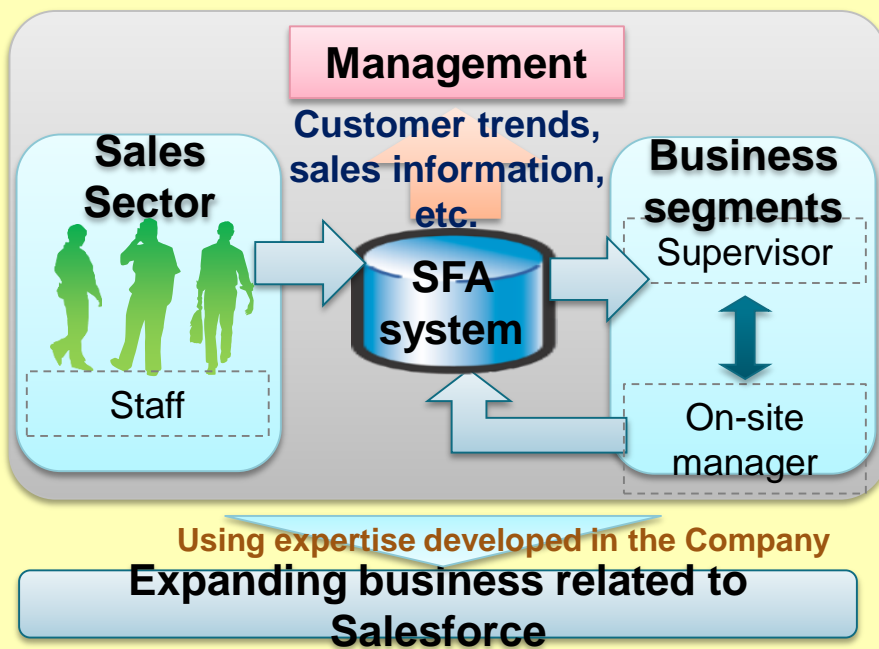 Management
Customer trends,
sales information,
etc.
Sales
Sector
Staff
SFA
system
Business
segments
Supervisor
On-site
manager
Using expertise developed in the Company
Expanding business related to
Salesforce